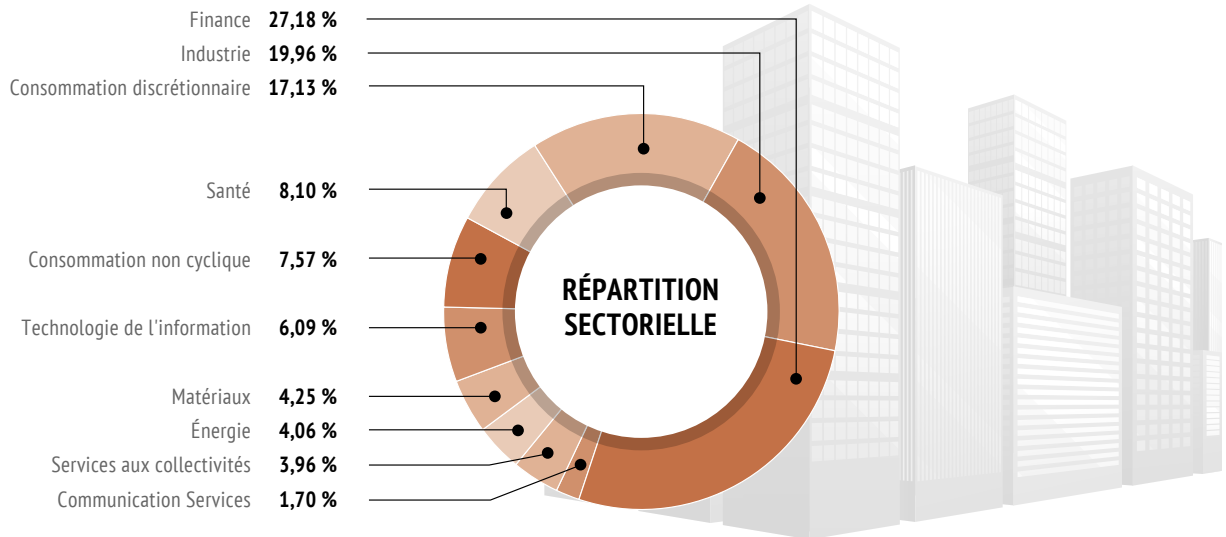 Finance 27,18 %
Industrie 19,96 %
Consommation discrétionnaire 17,13 %
Santé 8,10 %
Consommation non cyclique 7,57 %
Technologie de l'information 6,09 %
Matériaux 4,25 %
Énergie 4,06 %
Services aux collectivités 3,96 %
Communication Services 1,70 %
RÉPARTITION
SECTORIELLE